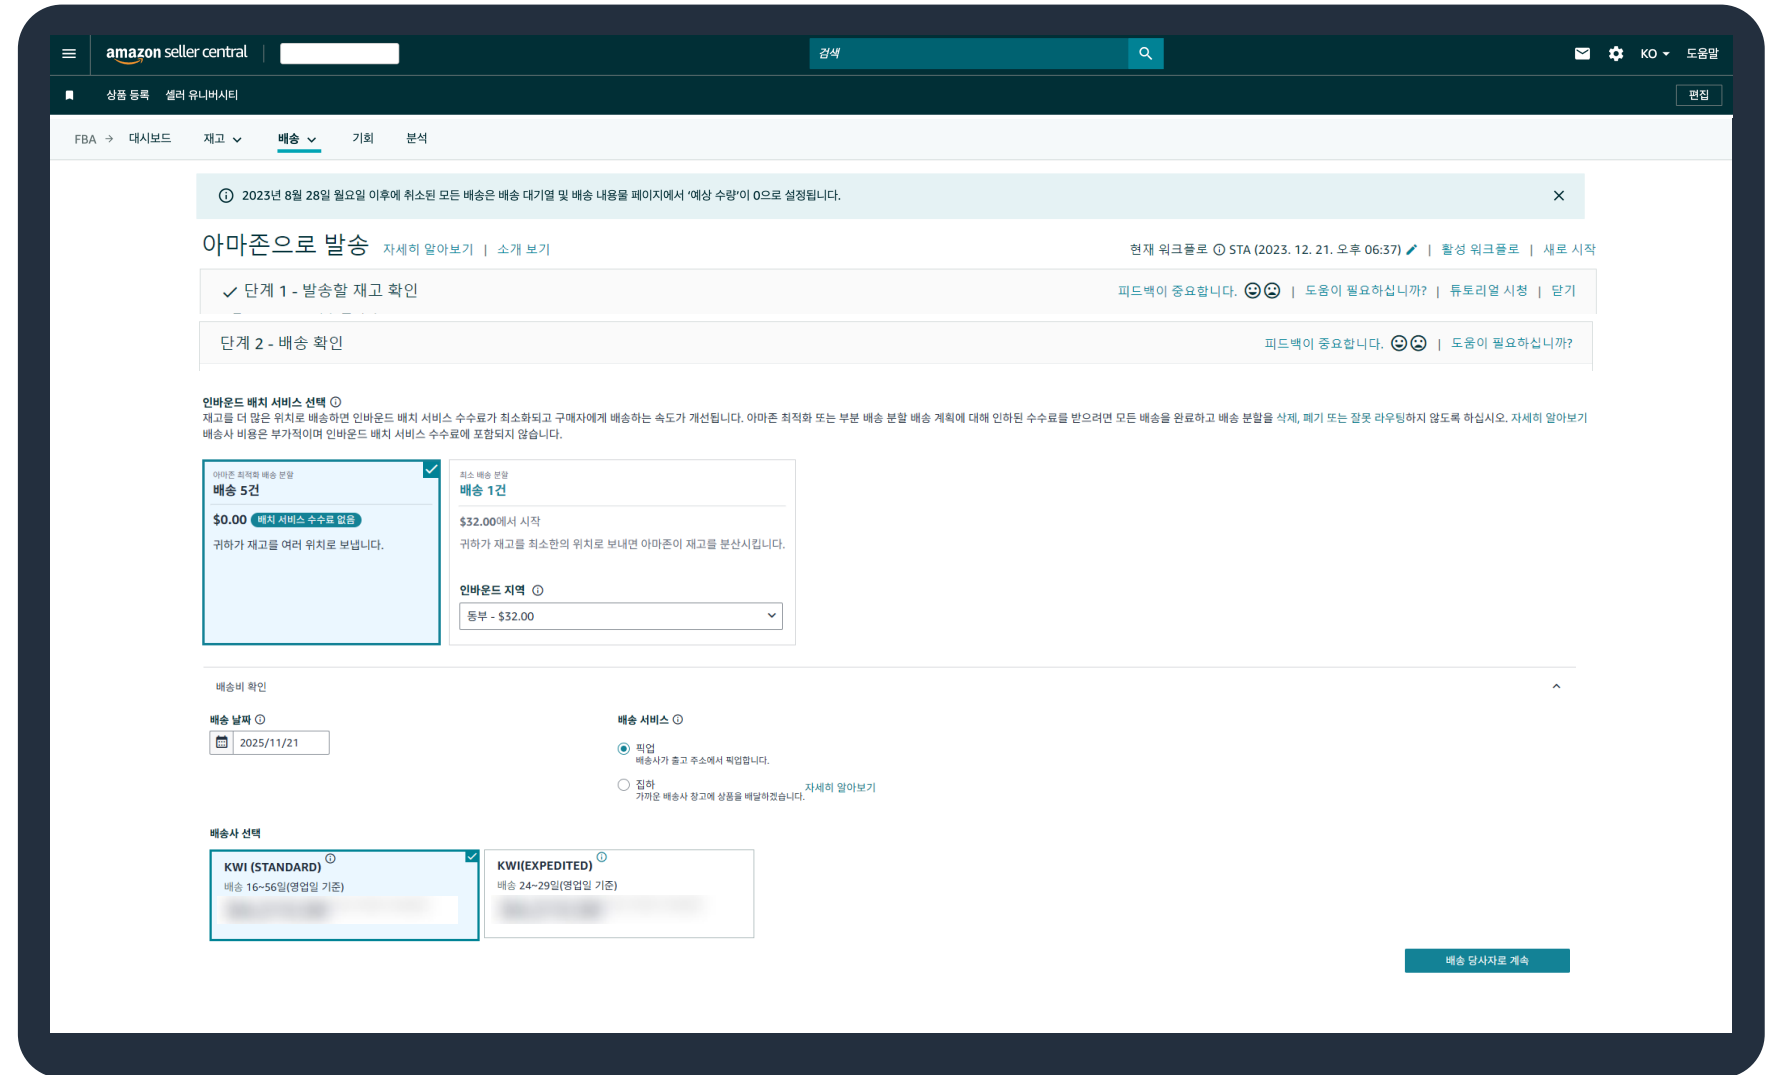 amazon seller central
검색
KO
도움말
상품 등록 셀러 유니버시티
편집
FBA → 대시보드 재고 배송 기회 분석
2023년 8월 28일 월요일 이후에 취소된 모든 배송은 배송 대기열 및 배송 내용물 페이지에서 ‘예상 수량’이 0으로 설정됩니다.
아마존으로 발송 자세히 알아보기 | 소개 보기
현재 워크플로 STA (2023. 12. 21. 오후 06:37) | 활성 워크플로 | 새로 시작
단계 1 - 발송할 재고 확인
피드백이 중요합니다. | 도움이 필요하십니까? | 튜토리얼 시청 | 닫기
단계 2 - 배송 확인
피드백이 중요합니다. | 도움이 필요하십니까?
인바운드 배치 서비스 선택
재고를 더 많은 위치로 배송하면 인바운드 배치 서비스 수수료가 최소화되고 구매자에게 배송하는 속도가 개선됩니다. 아마존 최적화 또는 부분 배송 분할 배송 계획에 대해 인하된 수수료를 받으려면 모든 배송을 완료하고 배송 분할을 삭제, 폐기 또는 잘못 라우팅하지 않도록 하십시오. 자세히 알아보기
배송사 비용은 부가적이며 인바운드 배치 서비스 수수료에 포함되지 않습니다.
아마존 최적화 배송 분할
배송 5건
$0.00 배치 서비스 수수료 없음
귀하가 재고를 여러 위치로 보냅니다.
최소 배송 분할
배송 1건
$32.00에서 시작
귀하가 재고를 최소한의 위치로 보내면 아마존이 재고를 분산시킵니다.
인바운드 지역
동부 - $32.00
배송비 확인
배송 날짜
2025/11/21
배송 서비스
픽업
배송사가 출고 주소에서 픽업합니다.
집하
가까운 배송사 창고에 상품을 배달하겠습니다. 자세히 알아보기
배송사 선택
KWI (STANDARD)
배송 16~56일(영업일 기준)
KWI(EXPEDITED)
배송 24~29일(영업일 기준)
배송 당사자로 계속